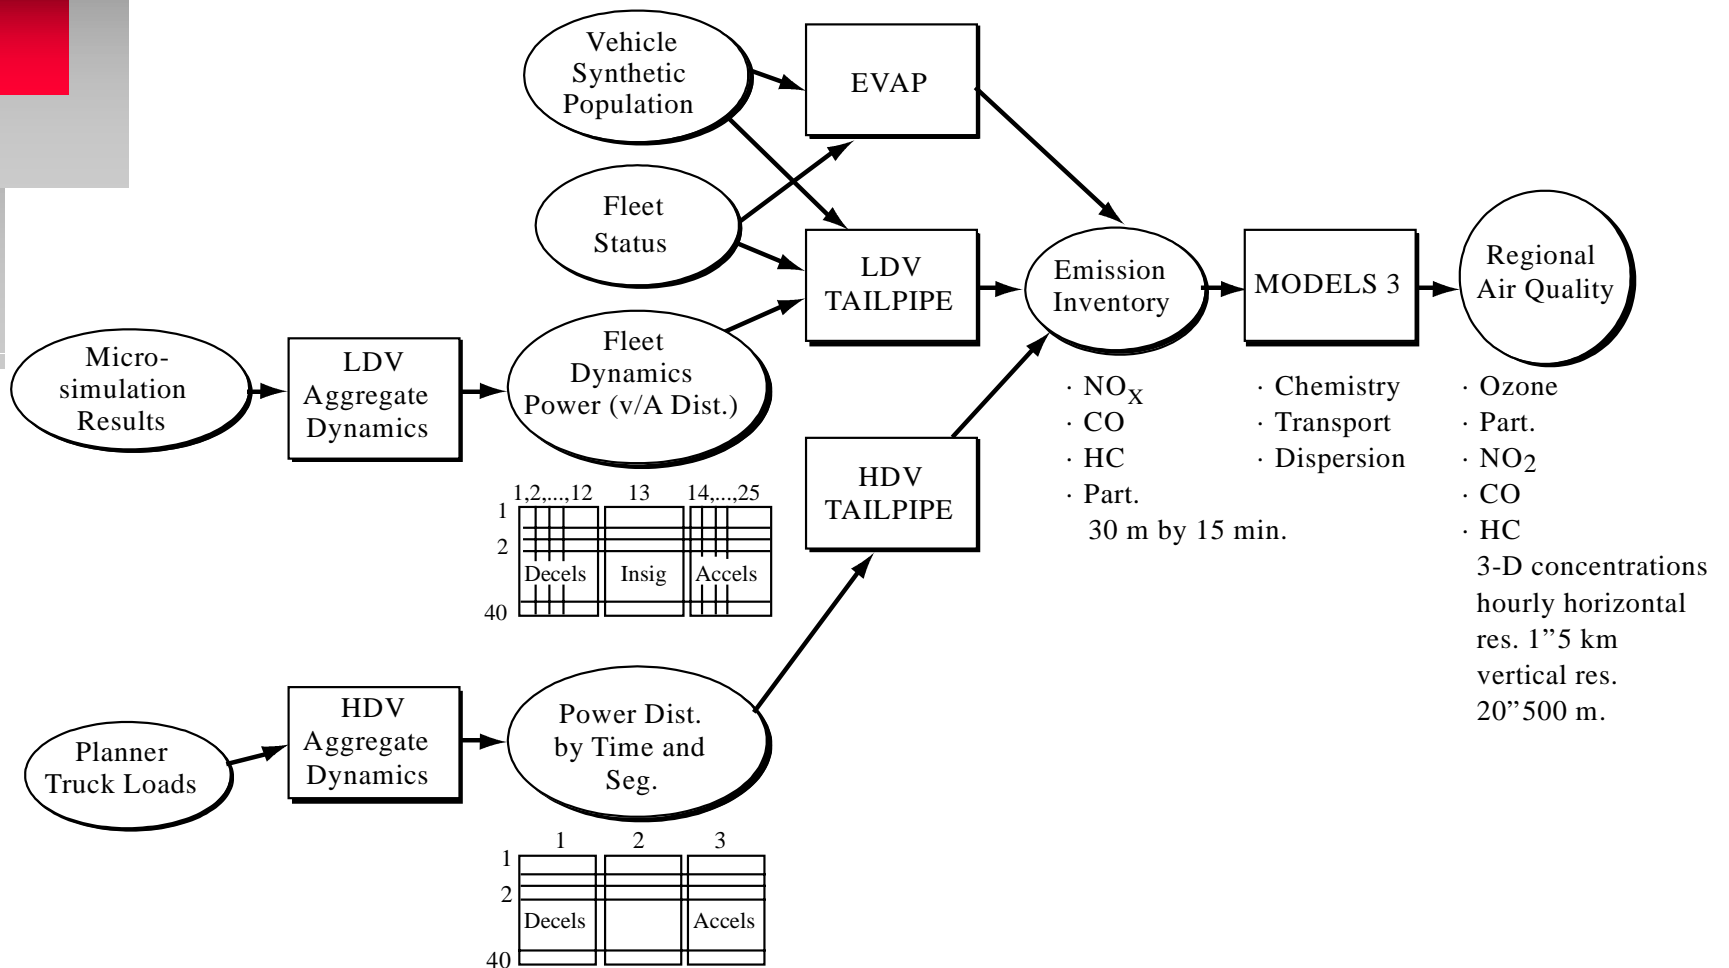 Vehicle
Synthetic
Population
EVAP
Fleet
Status
LDV
TAILPIPE
Emission
Inventory
MODELS 3
Regional
Air Quality
Micro-
simulation
Results
LDV
Aggregate
Dynamics
Fleet
Dynamics
Power (v/A Dist.)
HDV
TAILPIPE
· NOX
· CO
· HC
· Part.
30 m by 15 min.
· Chemistry
· Transport
· Dispersion
· Ozone
· Part.
· NO2
· CO
· HC
3-D concentrations
hourly horizontal
res. 1”5 km
vertical res.
20”500 m.
1,2,...,12 13 14,...,25
1
2
Decels Insig Accels
40
Planner
Truck Loads
HDV
Aggregate
Dynamics
Power Dist.
by Time and
Seg.
1 2 3
1
2
Decels Accels
40